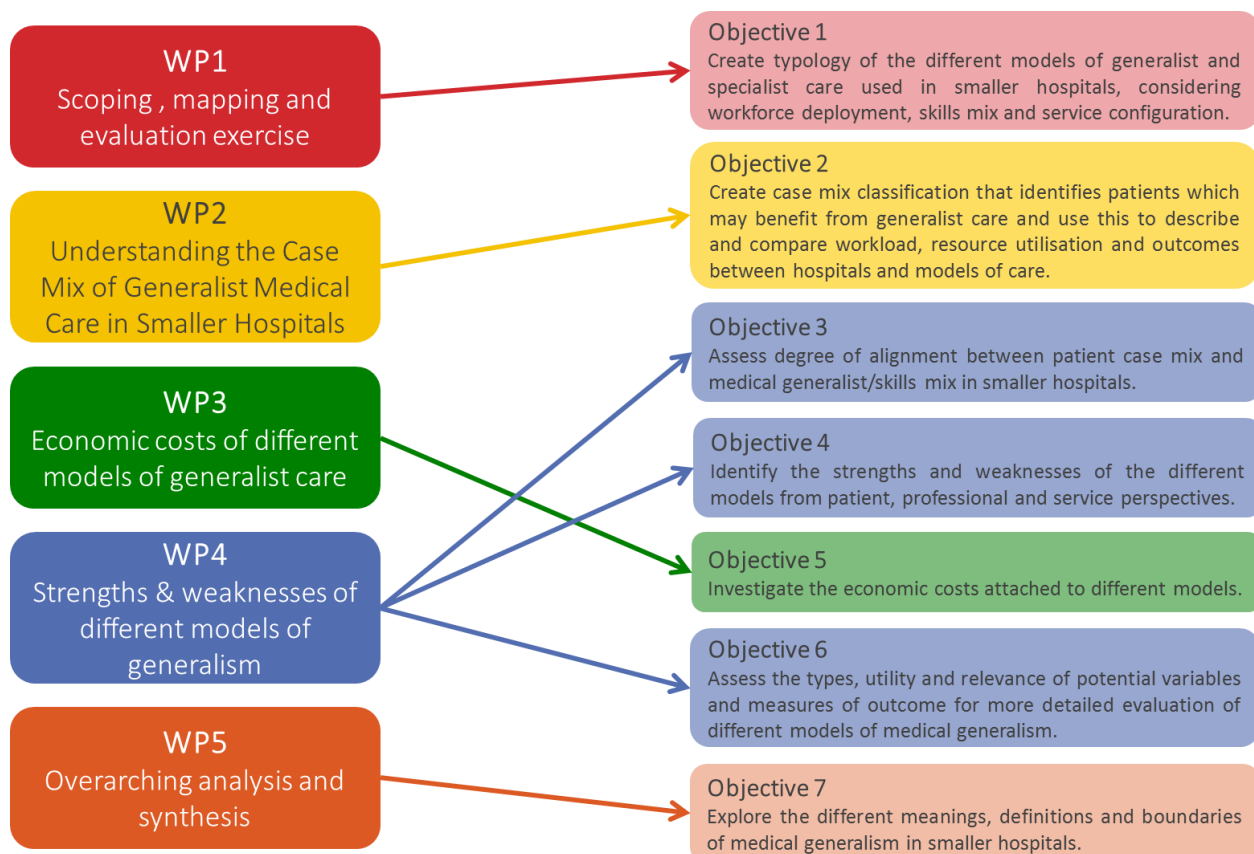 WP1
Scoping , mapping and
evaluation exercise
WP2
Understanding the Case
Mix of Generalist Medical
Care in Smaller Hospitals
WP3
Economic costs of different
models of generalist care
WP4
Strengths & weaknesses of
different models of
generalism
WP5
Overarching analysis and
synthesis
Objective 1
Create typology of the different models of generalist and
specialist care used in smaller hospitals, considering
workforce deployment, skills mix and service configuration.
Objective 2
Create case mix classification that identifies patients which
may benefit from generalist care and use this to describe
and compare workload, resource utilisation and outcomes
between hospitals and models of care.
Objective 3
Assess degree of alignment between patient case mix and
medical generalist/skills mix in smaller hospitals.
Objective 4
Identify the strengths and weaknesses of the different
models from patient, professional and service perspectives.
Objective 5
Investigate the economic costs attached to different models.
Objective 6
Assess the types, utility and relevance of potential variables
and measures of outcome for more detailed evaluation of
different models of medical generalism.
Objective 7
Explore the different meanings, definitions and boundaries
of medical generalism in smaller hospitals.